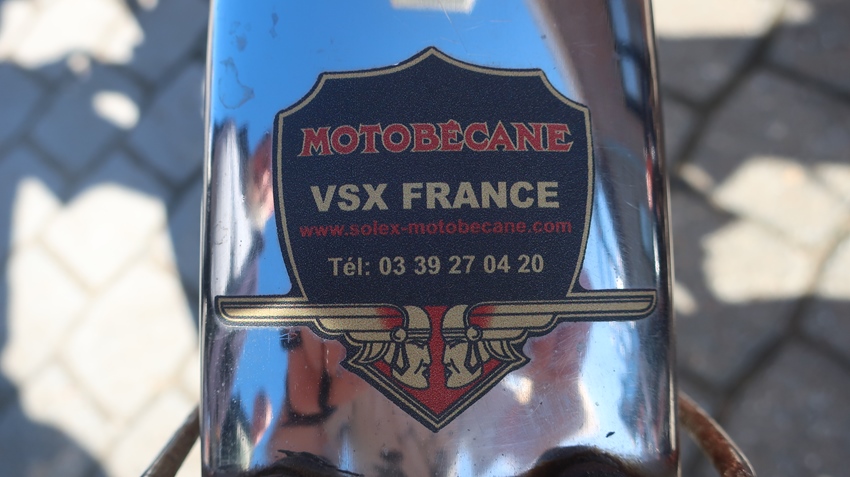 MOTOBÉCANE
VSX FRANCE
www.solex-motobecane.com
Tél: 03 39 27 04 20